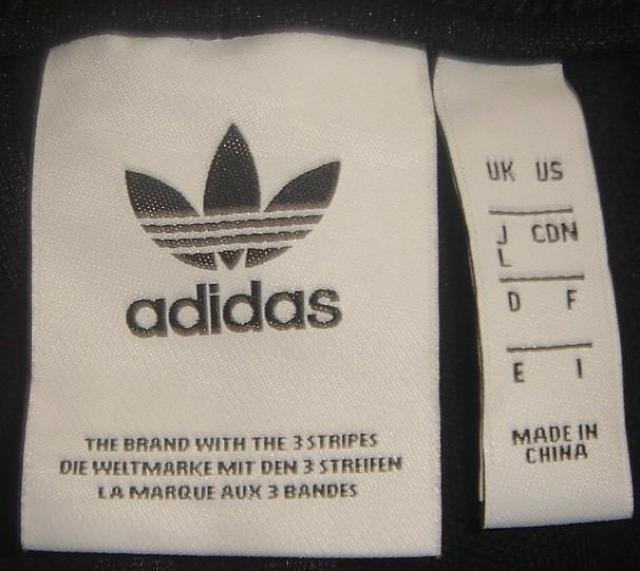 adidas
THE BRAND WITH THE 3 STRIPES
DIE WELTMARKE MIT DEN 3 STREIFEN
LA MARQUE AUX 3 BANDES
UK US
J CDN
L
D F
E I
MADE IN
CHINA